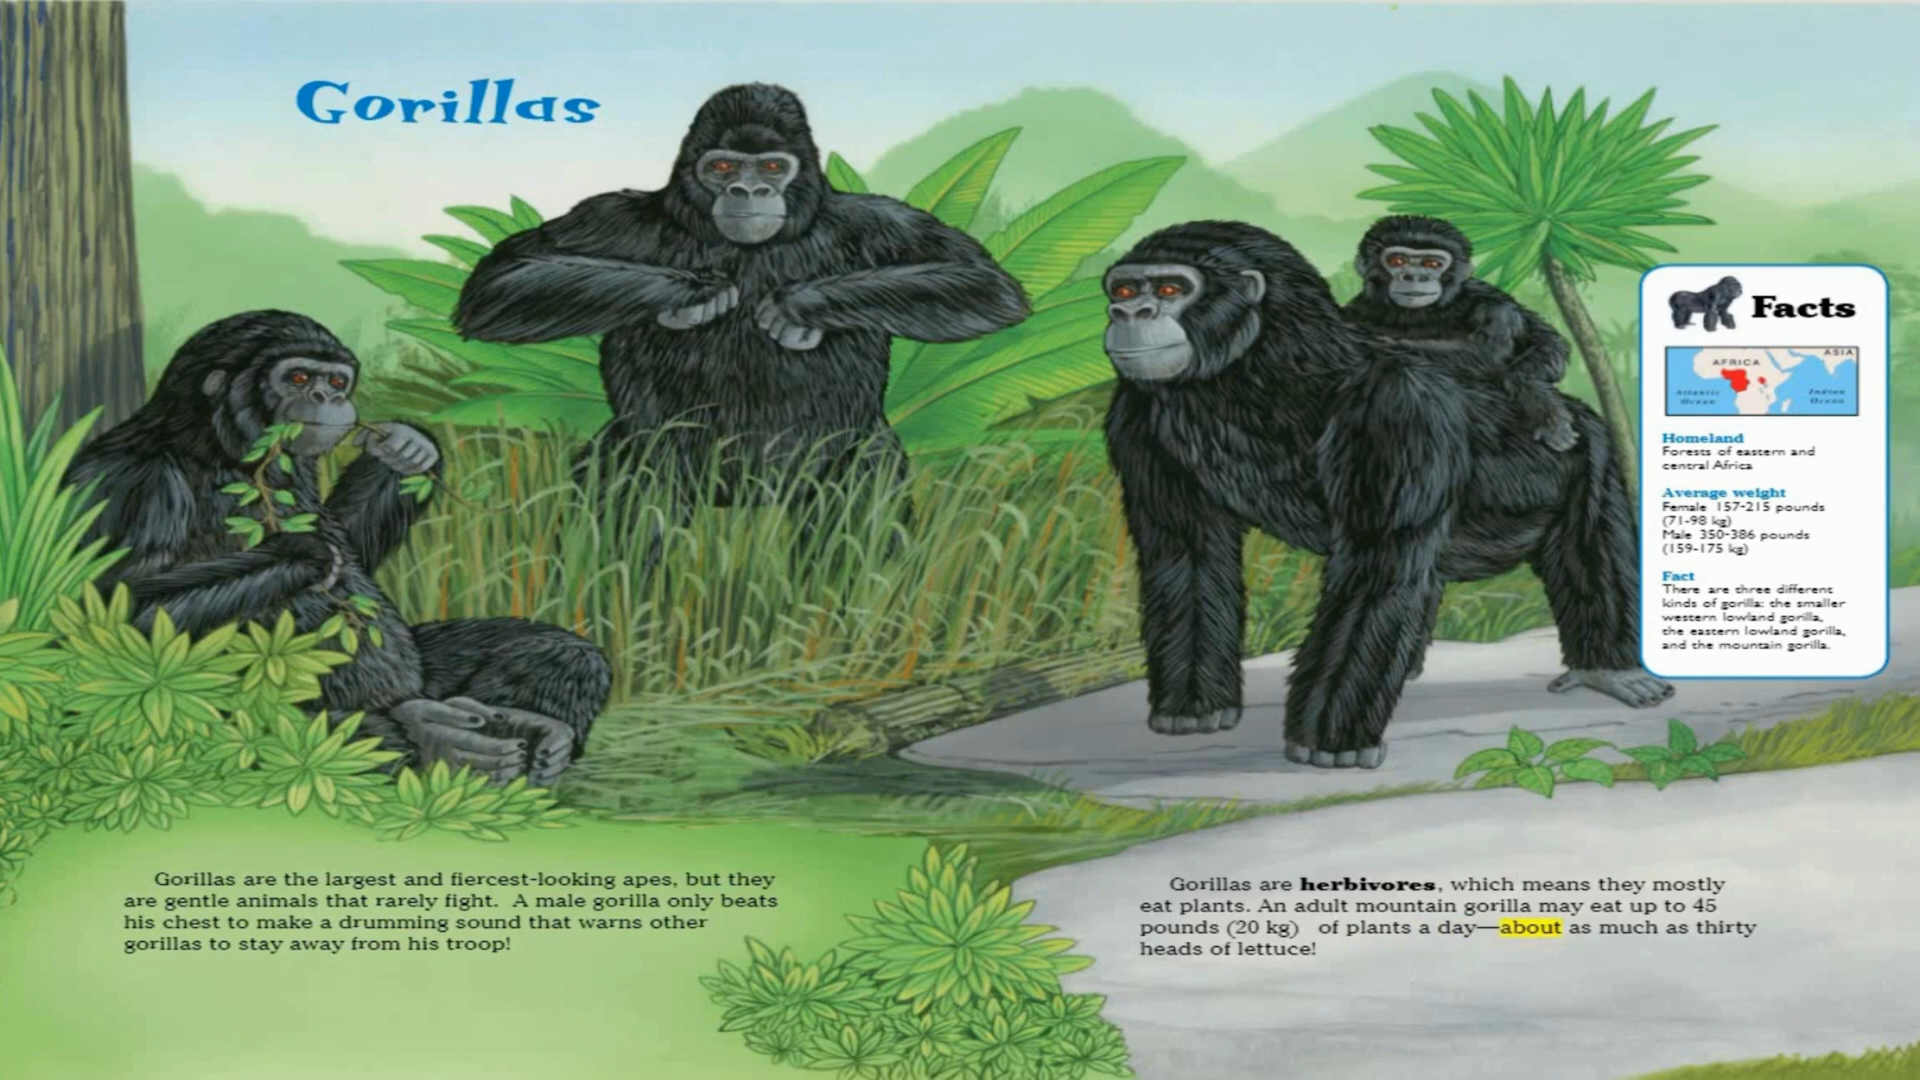 Gorillas
Gorillas are the largest and fiercest-looking apes, but they
are gentle animals that rarely fight. A male gorilla only beats
his chest to make a drumming sound that warns other
gorillas to stay away from his troop!
Gorillas are herbivores, which means they mostly
eat plants. An adult mountain gorilla may eat up to 45
pounds (20 kg) of plants a day—about as much as thirty
heads of lettuce!
Facts
AFRICA
ASIA
Atlantic
Ocean
Indian
Ocean
Homeland
Forests of eastern and
central Africa
Average weight
Female 157-215 pounds
(71-98 kg)
Male 350-386 pounds
(159-175 kg)
Fact
There are three different
kinds of gorilla: the smaller
western lowland gorilla,
the eastern lowland gorilla,
and the mountain gorilla.